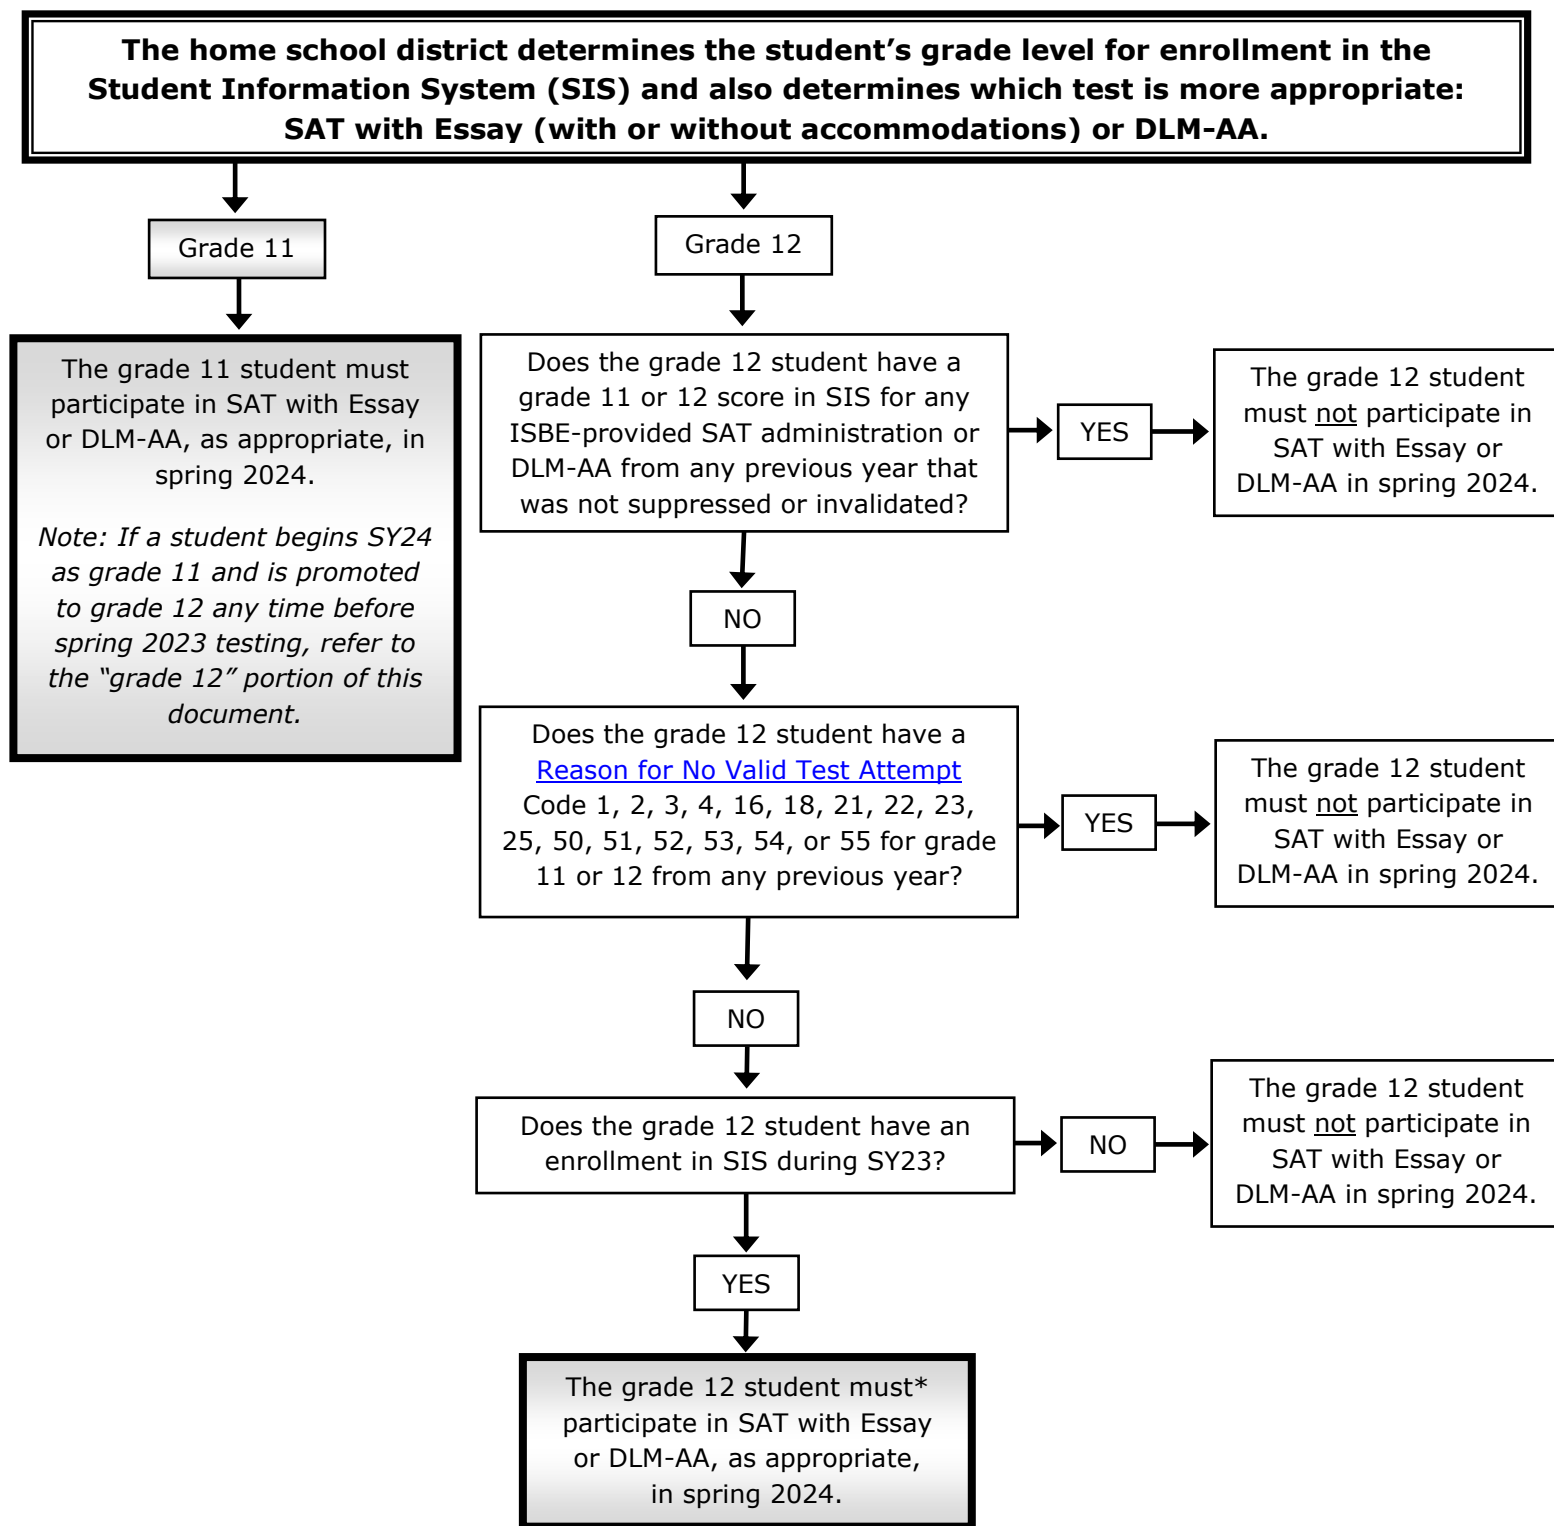 The home school district determines the student’s grade level for enrollment in the
Student Information System (SIS) and also determines which test is more appropriate:
SAT with Essay (with or without accommodations) or DLM-AA.
Grade 11
Grade 12
The grade 11 student must
participate in SAT with Essay
or DLM-AA, as appropriate, in
spring 2024.
Note: If a student begins SY24
as grade 11 and is promoted
to grade 12 any time before
spring 2023 testing, refer to
the “grade 12” portion of this
document.
Does the grade 12 student have a
grade 11 or 12 score in SIS for any
ISBE-provided SAT administration or
DLM-AA from any previous year that
was not suppressed or invalidated?
YES
The grade 12 student
must not participate in
SAT with Essay or
DLM-AA in spring 2024.
NO
Does the grade 12 student have a
Reason for No Valid Test Attempt
Code 1, 2, 3, 4, 16, 18, 21, 22, 23,
25, 50, 51, 52, 53, 54, or 55 for grade
11 or 12 from any previous year?
YES
The grade 12 student
must not participate in
SAT with Essay or
DLM-AA in spring 2024.
NO
Does the grade 12 student have an
enrollment in SIS during SY23?
NO
The grade 12 student
must not participate in
SAT with Essay or
DLM-AA in spring 2024.
YES
The grade 12 student must*
participate in SAT with Essay
or DLM-AA, as appropriate,
in spring 2024.